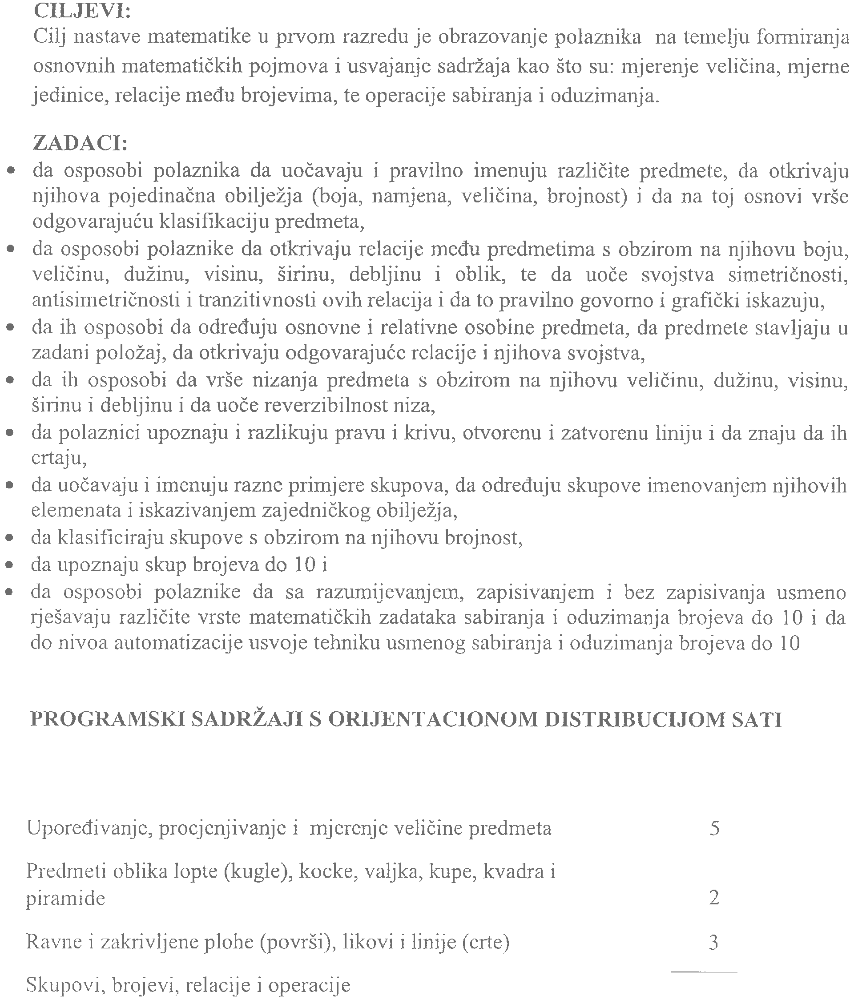 CILJEVI:
Cilj nastave matematike u prvom razredu je obrazovanje polaznika na temelju formiranja
osnovnih matematičkih pojmova i usvajanje sadržaja kao što su: mjerenje veličina, mjerne
jedinice, relacije među brojevima, te operacije sabiranja i oduzimanja.
ZADACI:
• da osposobi polaznika da uočavaju i pravilno imenuju različite predmete, da otkrivaju
njihova pojedinačna obilježja (boja, namjena, veličina, brojnost) i da na toj osnovi vrše
odgovarajuću klasifikaciju predmeta,
• da osposobi polaznike da otkrivaju relacije među predmetima s obzirom na njihovu boju,
veličinu, dužinu, visinu, širinu, debljinu i oblik, te da uoče svojstva simetričnosti,
antisimetričnosti i tranzitivnosti ovih relacija i da to pravilno govorno i grafički iskazuju,
• da ih osposobi da određuju osnovne i relativne osobine predmeta, da predmete stavljaju u
zadani položaj, da otkrivaju odgovarajuće relacije i njihova svojstva,
• da ih osposobi da vrše nizanja predmeta s obzirom na njihovu veličinu, dužinu, visinu,
širinu i debljinu i da uoče reverzibilnost niza,
• da polaznici upoznaju i razlikuju pravu i krivu, otvorenu i zatvorenu liniju i da znaju da ih
crtaju,
• da uočavaju i imenuju razne primjere skupova, da određuju skupove imenovanjem njihovih
elemenata i iskazivanjem zajedničkog obilježja,
• da klasificiraju skupove s obzirom na njihovu brojnost,
• da upoznaju skup brojeva do 10 i
• da osposobi polaznike da sa razumijevanjem, zapisivanjem i bez zapisivanja usmeno
rješavaju različite vrste matematičkih zadataka sabiranja i oduzimanja brojeva do 10 i da
do nivoa automatizacije usvoje tehniku usmenog sabiranja i oduzimanja brojeva do 10
PROGRAMSKI SADRŽAJI S ORIJENTACIONOM DISTRIBUCIJOM SATI
Upoređivanje, procjenjivanje i mjerenje veličine predmeta 5
Predmeti oblika lopte (kugle), kocke, valjka, kupe, kvadra i
piramide 2
Ravne i zakrivljene plohe (površi), likovi i linije (crte) 3
Skupovi, brojevi, relacije i operacije